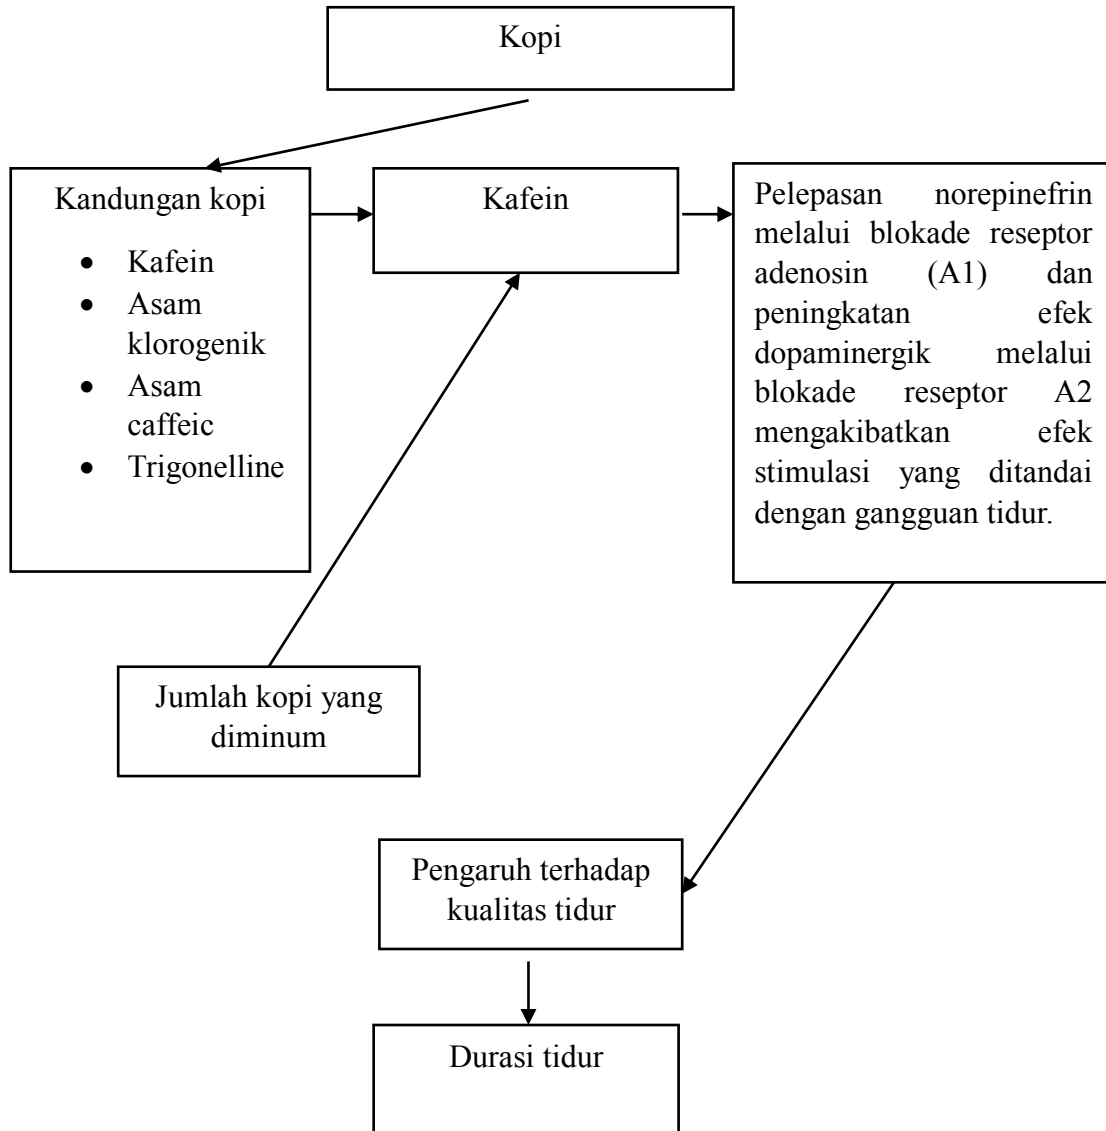 Kopi
Kandungan kopi
• Kafein
• Asam
klorogenik
• Asam
caffeic
• Trigonelline
Kafein
Pelepasan norepinefrin
melalui blokade reseptor
adenosin (A1) dan
peningkatan efek
dopaminergik melalui
blokade reseptor A2
mengakibatkan efek
stimulasi yang ditandai
dengan gangguan tidur.
Jumlah kopi yang
diminum
Pengaruh terhadap
kualitas tidur
Durasi tidur